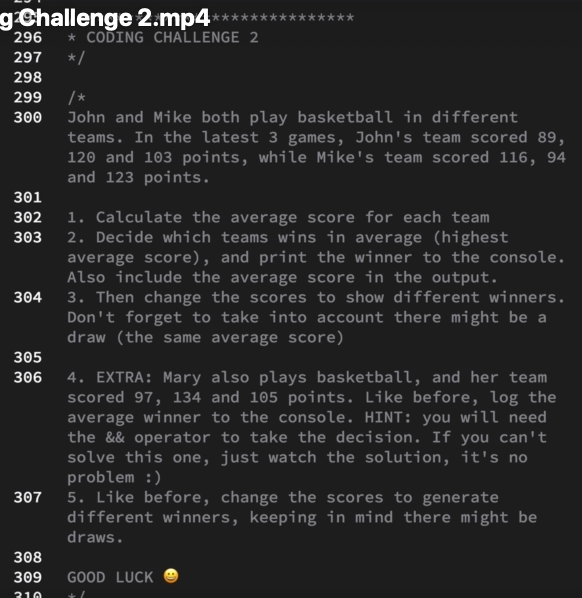 g Challenge 2.mp4
296 * CODING CHALLENGE 2
297 */
298
299 /*
300 John and Mike both play basketball in different
teams. In the latest 3 games, John's team scored 89,
120 and 103 points, while Mike's team scored 116, 94
and 123 points.
301
302 1. Calculate the average score for each team
303 2. Decide which teams wins in average (highest
average score), and print the winner to the console.
Also include the average score in the output.
304 3. Then change the scores to show different winners.
Don't forget to take into account there might be a
draw (the same average score)
305
306 4. EXTRA: Mary also plays basketball, and her team
scored 97, 134 and 105 points. Like before, log the
average winner to the console. HINT: you will need
the && operator to take the decision. If you can't
solve this one, just watch the solution, it's no
problem :)
307 5. Like before, change the scores to generate
different winners, keeping in mind there might be
draws.
308
309 GOOD LUCK 😀
310 */